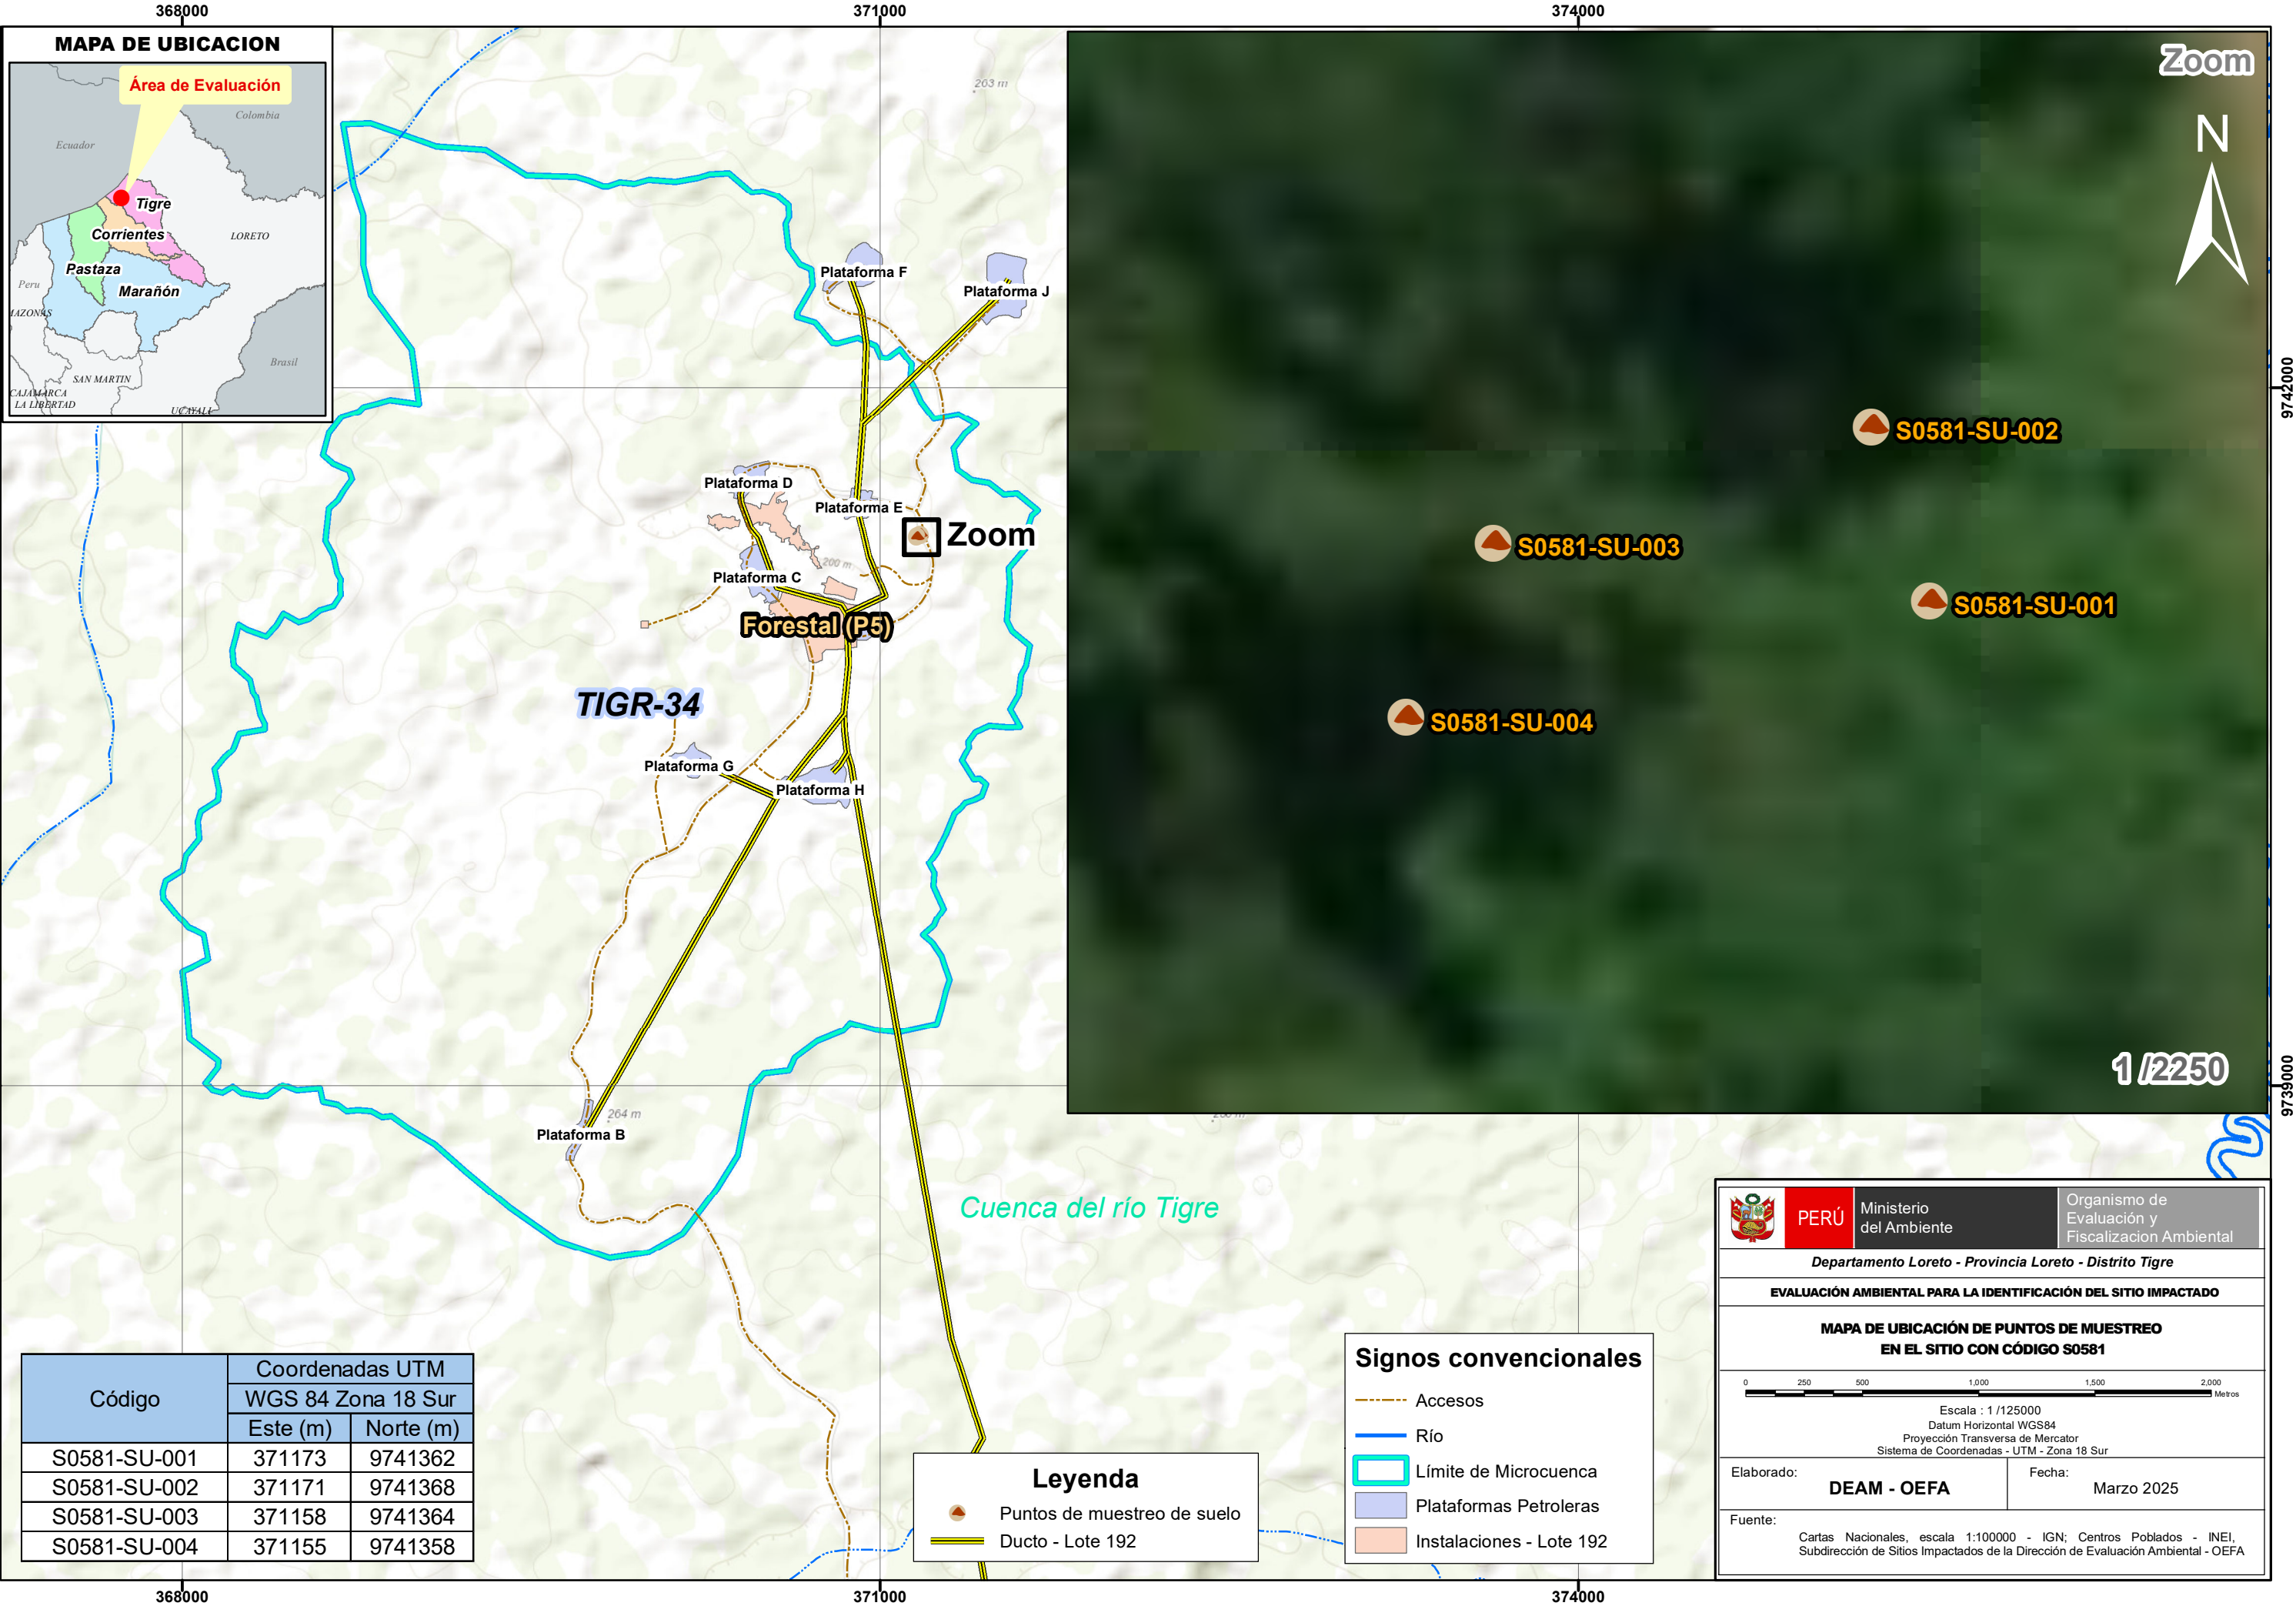 368000
371000
374000
MAPA DE UBICACION
Área de Evaluación
Colombia
Ecuador
Tigre
Corrientes
LORETO
Pastaza
Peru
Marañón
Brasil
SAN MARTIN
CAJAMARCA
LA LIBERTAD
UCAYALI
263 m
Plataforma F
Plataforma J
Plataforma D
Plataforma E
Zoom
200 m
Plataforma C
Forestal (P5)
TIGR-34
Plataforma G
Plataforma H
264 m
Plataforma B
Cuenca del río Tigre
Zoom
N
S0581-SU-002
S0581-SU-003
S0581-SU-001
S0581-SU-004
1 /2250
9742000
9739000
Código
Coordenadas UTM
WGS 84 Zona 18 Sur
Este (m) Norte (m)
S0581-SU-001 371173 9741362
S0581-SU-002 371171 9741368
S0581-SU-003 371158 9741364
S0581-SU-004 371155 9741358
Leyenda
Puntos de muestreo de suelo
Ducto - Lote 192
Signos convencionales
Accesos
Río
Límite de Microcuenca
Plataformas Petroleras
Instalaciones - Lote 192
PERÚ
Ministerio
del Ambiente
Organismo de
Evaluación y
Fiscalizacion Ambiental
Departamento Loreto - Provincia Loreto - Distrito Tigre
EVALUACIÓN AMBIENTAL PARA LA IDENTIFICACIÓN DEL SITIO IMPACTADO
MAPA DE UBICACIÓN DE PUNTOS DE MUESTREO
EN EL SITIO CON CÓDIGO S0581
0 250 500 1,000 1,500 2,000
Metros
Escala : 1 /125000
Datum Horizontal WGS84
Proyección Transversa de Mercator
Sistema de Coordenadas - UTM - Zona 18 Sur
Elaborado:
DEAM - OEFA
Fecha:
Marzo 2025
Fuente:
Cartas Nacionales, escala 1:100000 - IGN; Centros Poblados - INEI,
Subdirección de Sitios Impactados de la Dirección de Evaluación Ambiental - OEFA
368000
371000
374000